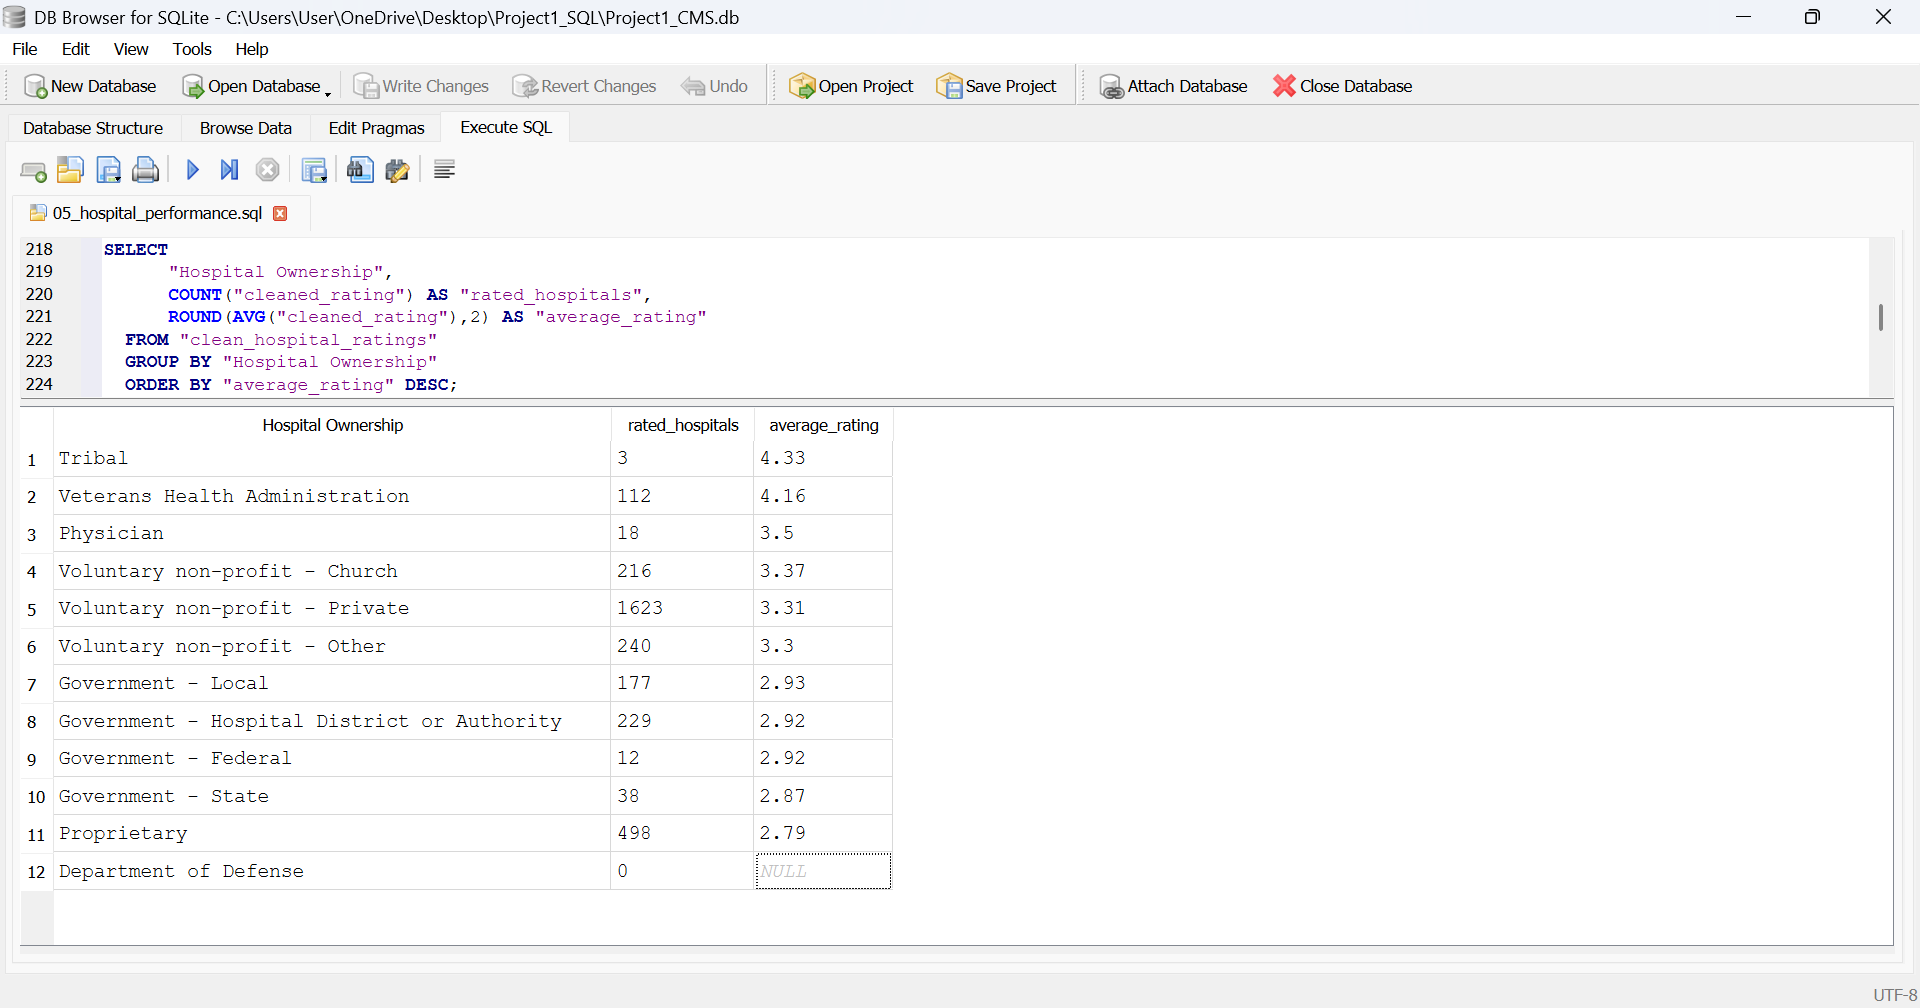 DB Browser for SQLite - C:\Users\User\OneDrive\Desktop\Project1_SQL\Project1_CMS.db
File Edit View Tools Help
New Database Open Database Write Changes Revert Changes Undo Open Project Save Project Attach Database Close Database
Database Structure Browse Data Edit Pragmas Execute SQL
05_hospital_performance.sql
218 SELECT
219 "Hospital Ownership",
220 COUNT("cleaned_rating") AS "rated_hospitals",
221 ROUND(AVG("cleaned_rating"),2) AS "average_rating"
222 FROM "clean_hospital_ratings"
223 GROUP BY "Hospital Ownership"
224 ORDER BY "average_rating" DESC;
Hospital Ownership rated_hospitals average_rating
1 Tribal 3 4.33
2 Veterans Health Administration 112 4.16
3 Physician 18 3.5
4 Voluntary non-profit - Church 216 3.37
5 Voluntary non-profit - Private 1623 3.31
6 Voluntary non-profit - Other 240 3.3
7 Government - Local 177 2.93
8 Government - Hospital District or Authority 229 2.92
9 Government - Federal 12 2.92
10 Government - State 38 2.87
11 Proprietary 498 2.79
12 Department of Defense 0 NULL
UTF-8